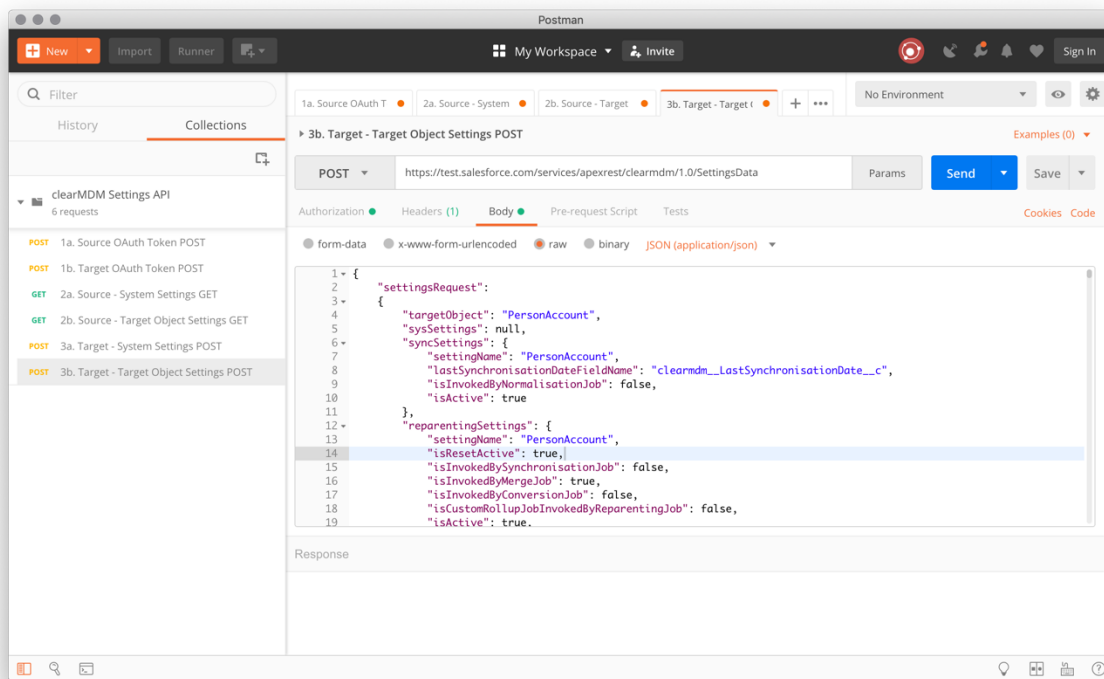 Postman
New
Import
Runner
My Workspace
Invite
Sign In
Filter
History
Collections
clearMDM Settings API
6 requests
POST 1a. Source OAuth Token POST
POST 1b. Target OAuth Token POST
GET 2a. Source - System Settings GET
GET 2b. Source - Target Object Settings GET
POST 3a. Target - System Settings POST
POST 3b. Target - Target Object Settings POST
1a. Source OAuth T
2a. Source - System
2b. Source - Target
3b. Target - Target
No Environment
3b. Target - Target Object Settings POST
Examples (0)
POST
https://test.salesforce.com/services/apexrest/clearmdm/1.0/SettingsData
Params
Send
Save
Authorization
Headers (1)
Body
Pre-request Script
Tests
Cookies Code
form-data
x-www-form-urlencoded
raw
binary
JSON (application/json)
1 {
2 "settingsRequest":
3 {
4 "targetObject": "PersonAccount",
5 "sysSettings": null,
6 "syncSettings": {
7 "settingName": "PersonAccount",
8 "lastSynchronisationDateFieldName": "clearmdm__LastSynchronisationDate__c",
9 "isInvokedByNormalisationJob": false,
10 "isActive": true
11 },
12 "reparentingSettings": {
13 "settingName": "PersonAccount",
14 "isResetActive": true,
15 "isInvokedBySynchronisationJob": false,
16 "isInvokedByMergeJob": true,
17 "isInvokedByConversionJob": false,
18 "isCustomRollupJobInvokedByReparentingJob": false,
19 "isActive": true,
Response